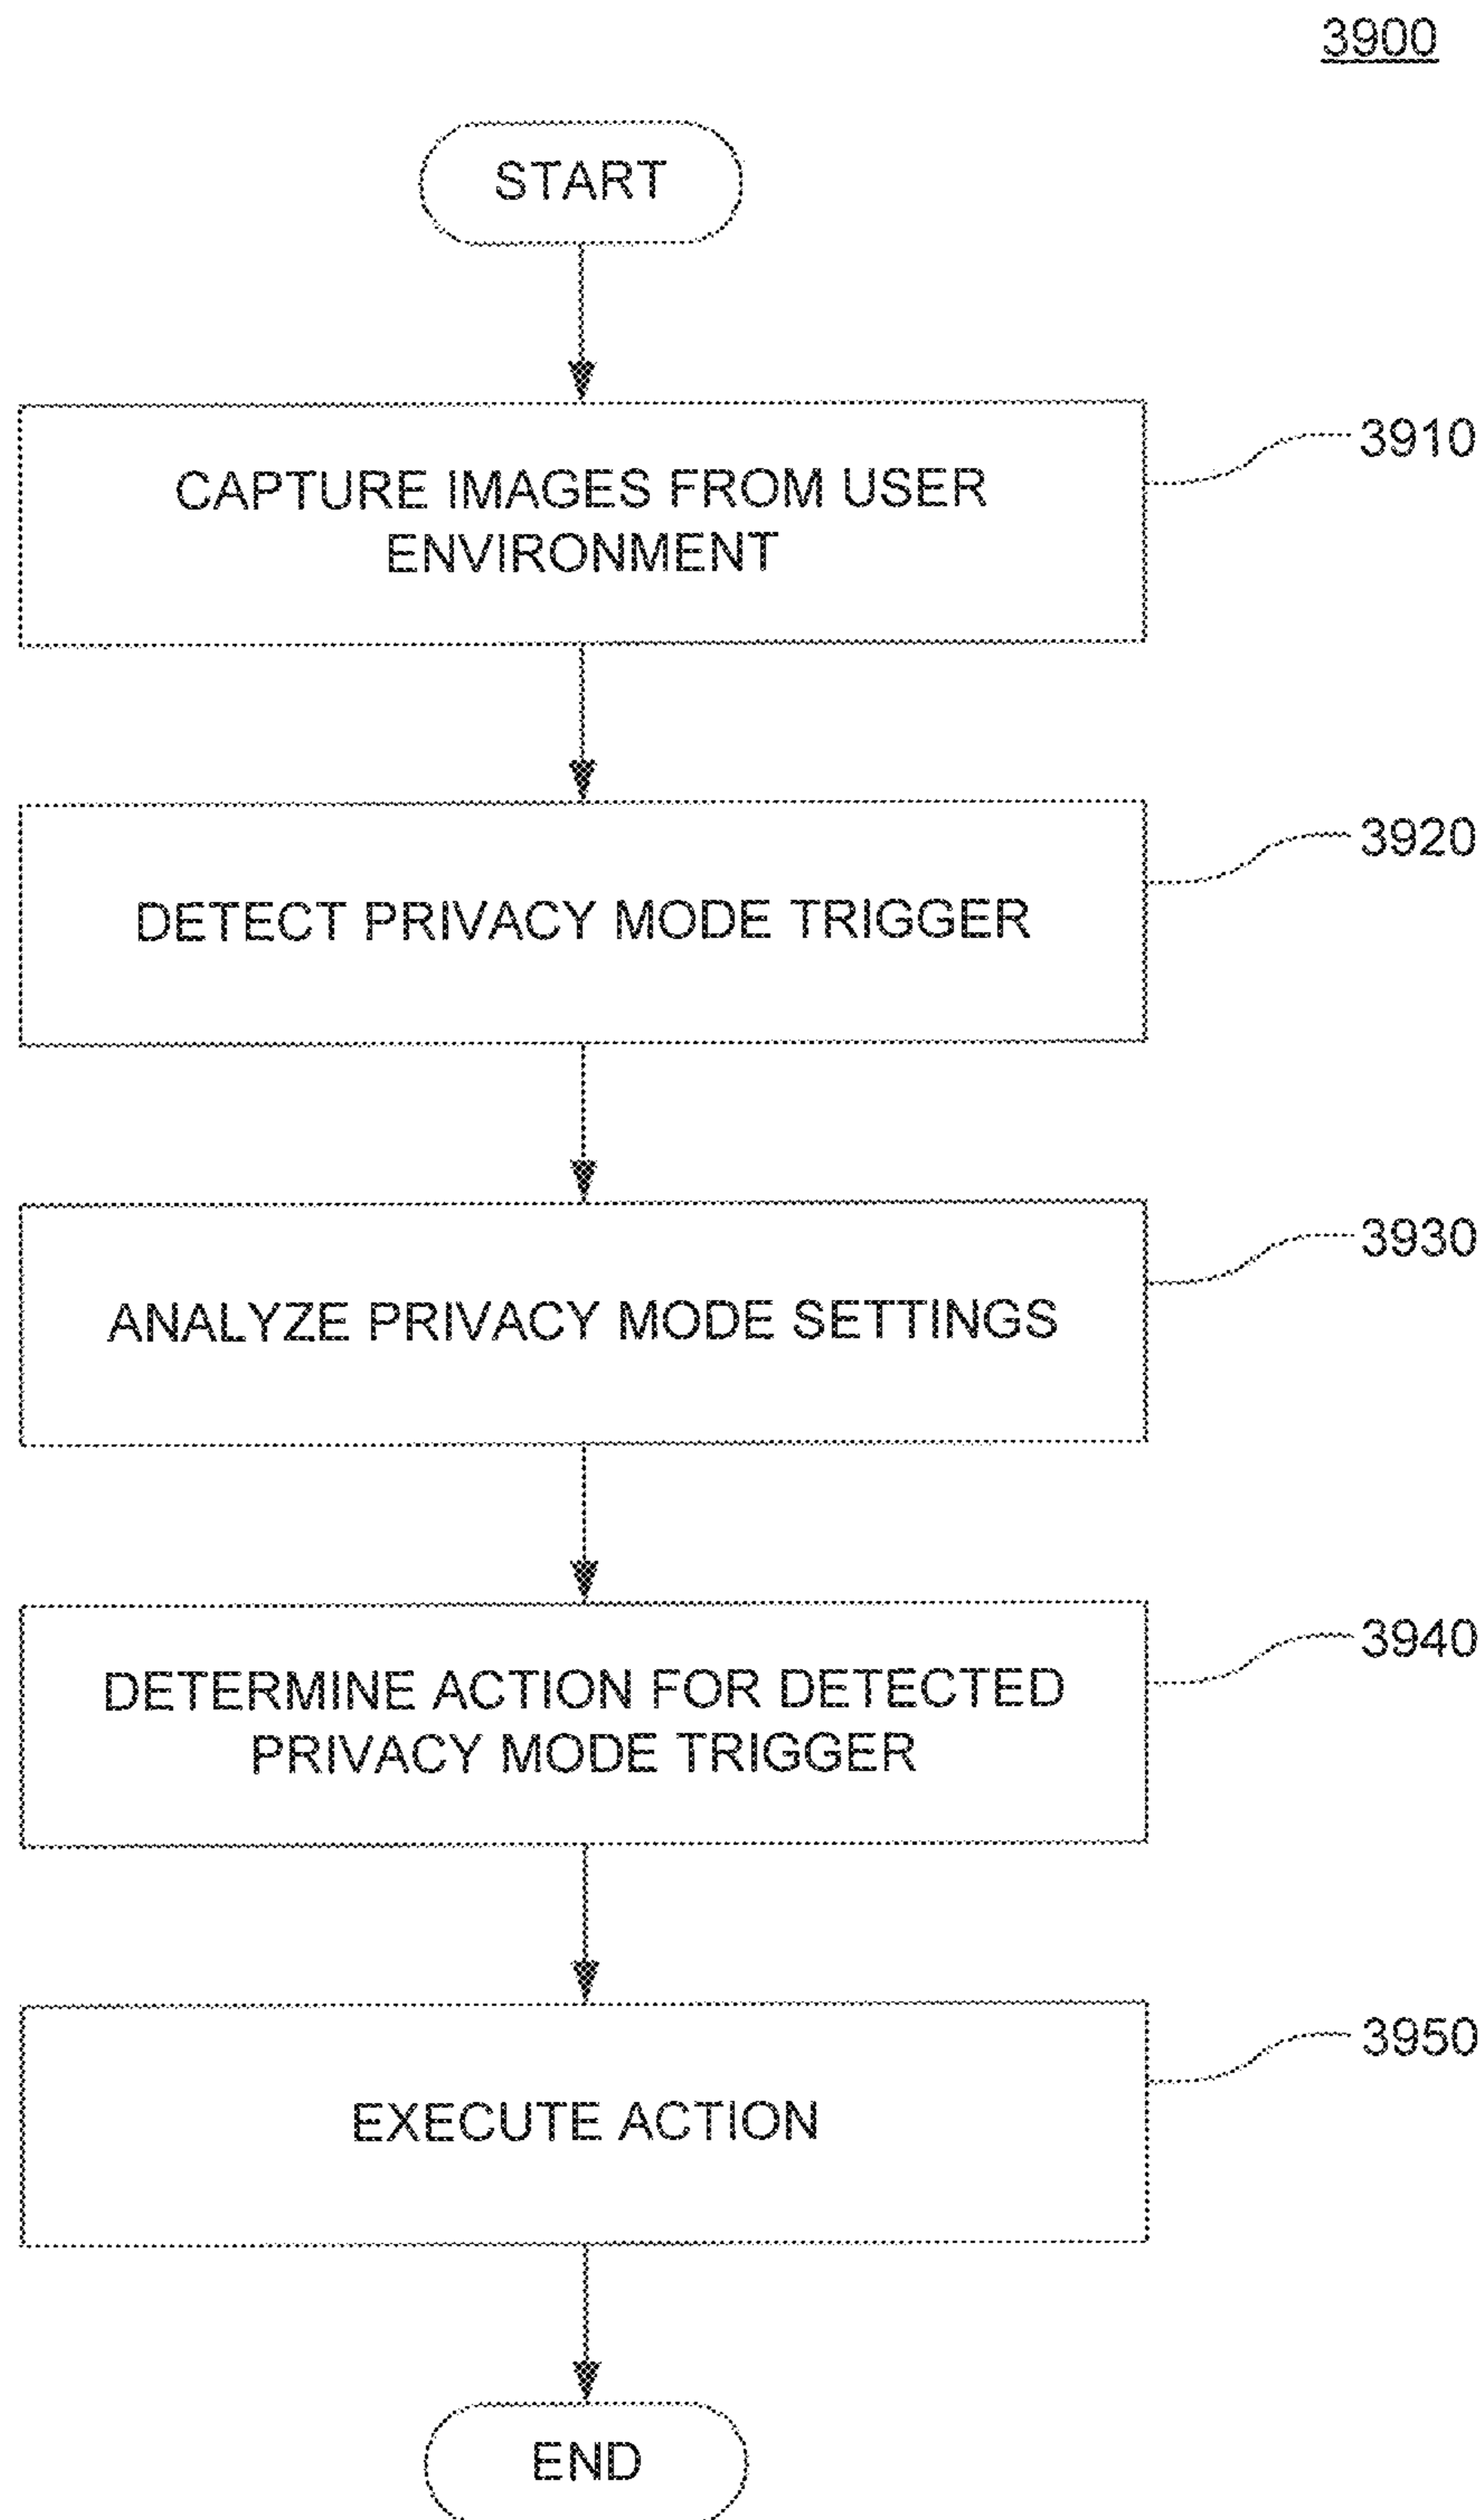 3900
START
CAPTURE IMAGES FROM USER
ENVIRONMENT
3910
DETECT PRIVACY MODE TRIGGER
3920
ANALYZE PRIVACY MODE SETTINGS
3930
DETERMINE ACTION FOR DETECTED
PRIVACY MODE TRIGGER
3940
EXECUTE ACTION
3950
END